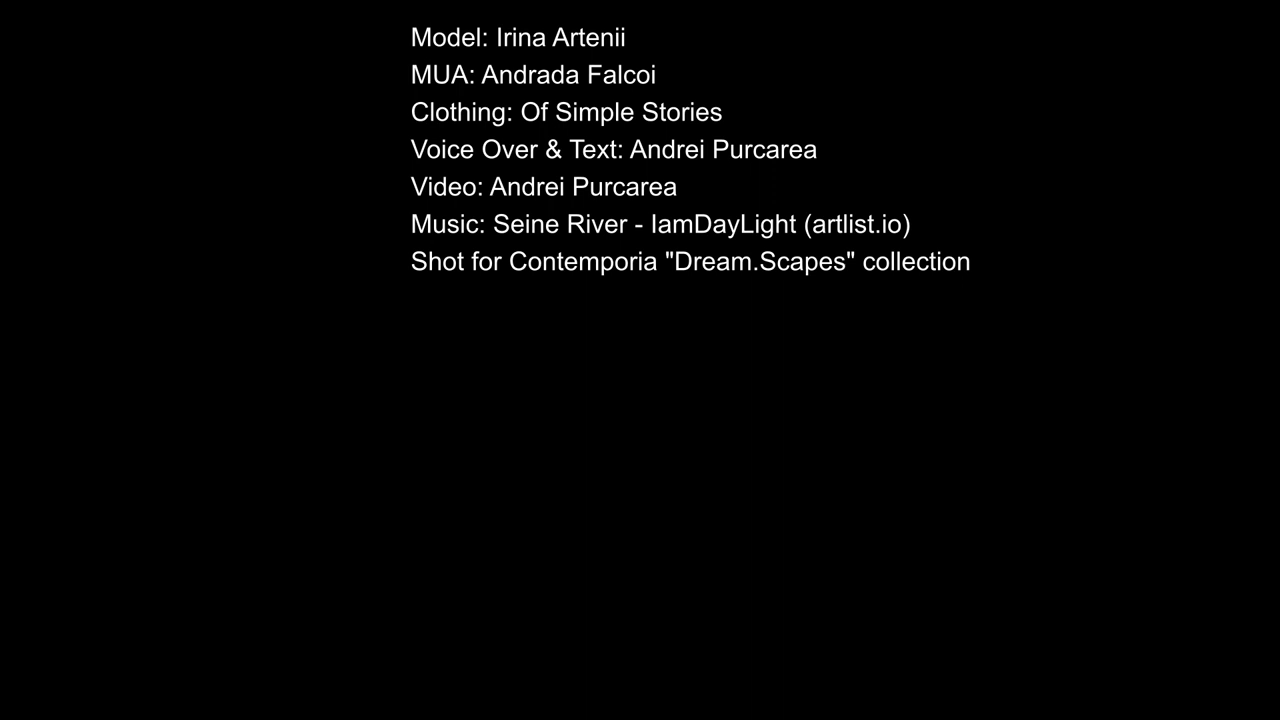 Model: Irina Artenii
MUA: Andrada Falcoi
Clothing: Of Simple Stories
Voice Over & Text: Andrei Purcarea
Video: Andrei Purcarea
Music: Seine River - IamDayLight (artlist.io)
Shot for Contemporia "Dream.Scapes" collection